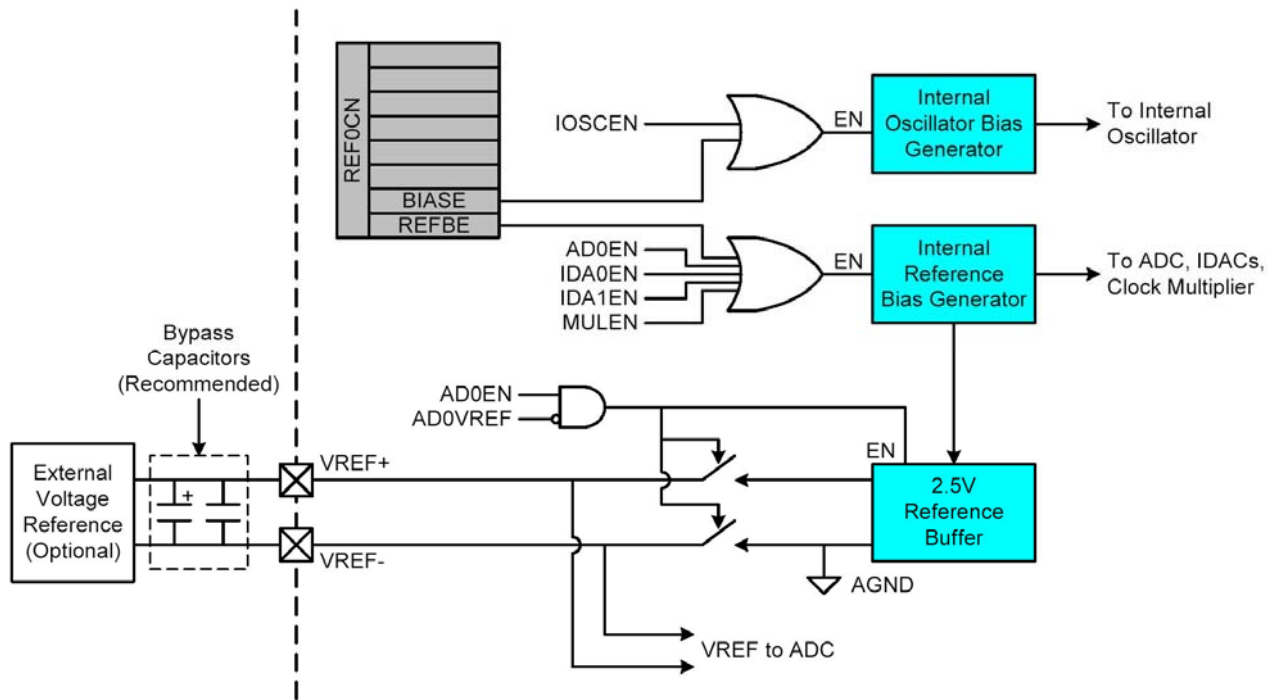 REF0CN
BIASE
REFBE
IOSCEN
EN
Internal
Oscillator Bias
Generator
To Internal
Oscillator
AD0EN
IDA0EN
IDA1EN
MULEN
EN
Internal
Reference
Bias Generator
To ADC, IDACs,
Clock Multiplier
Bypass
Capacitors
(Recommended)
AD0EN
AD0VREF
External
Voltage
Reference
(Optional)
+
VREF+
VREF-
EN
2.5V
Reference
Buffer
AGND
VREF to ADC